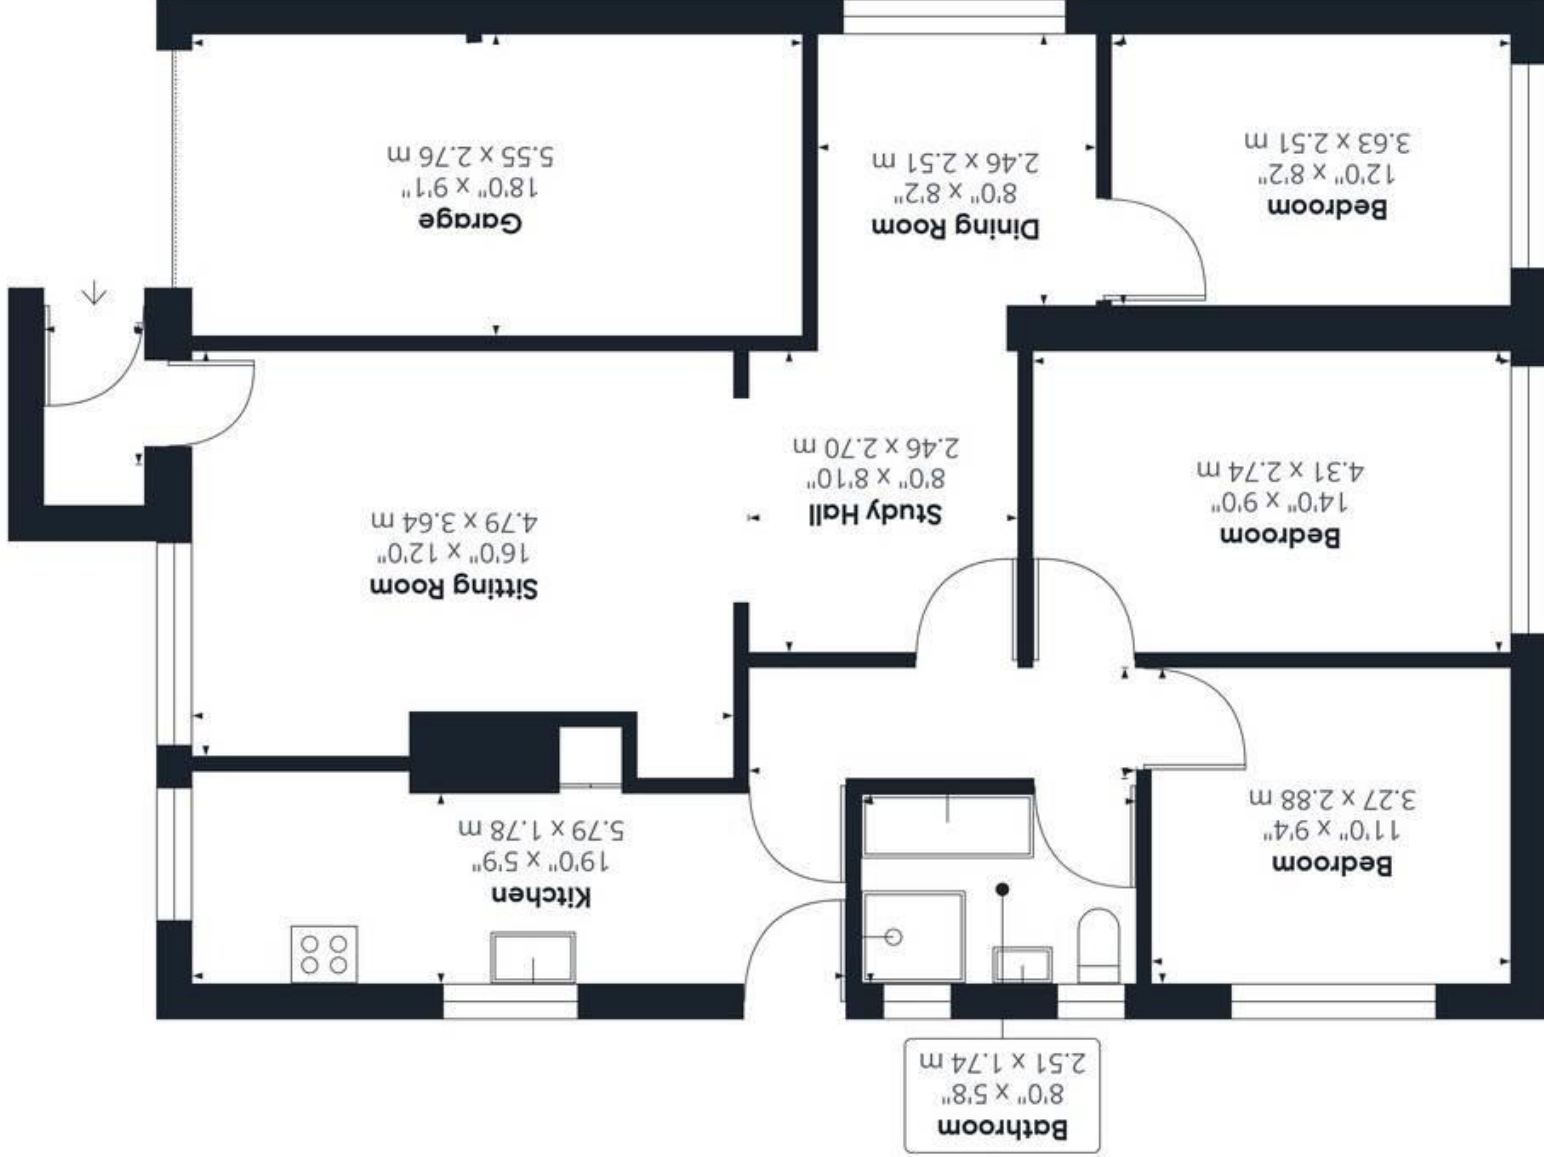 Bathroom
8'0" x 5'8"
2.51 x 1.74 m
Bedroom
11'0" x 9'4"
3.27 x 2.88 m
Kitchen
19'0" x 5'9"
5.79 x 1.78 m
Bedroom
14'0" x 9'0"
4.31 x 2.74 m
Study Hall
8'0" x 8'10"
2.46 x 2.70 m
Sitting Room
16'0" x 12'0"
4.79 x 3.64 m
Bedroom
12'0" x 8'2"
3.63 x 2.51 m
Dining Room
8'0" x 8'2"
2.46 x 2.51 m
Garage
18'0" x 9'1"
5.55 x 2.76 m